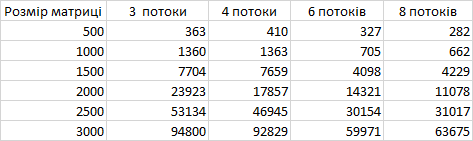 Розмір матриці 3 потоки 4 потоки 6 потоків 8 потоків
500 363 410 327 282
1000 1360 1363 705 662
1500 7704 7659 4098 4229
2000 23923 17857 14321 11078
2500 53134 46945 30154 31017
3000 94800 92829 59971 63675